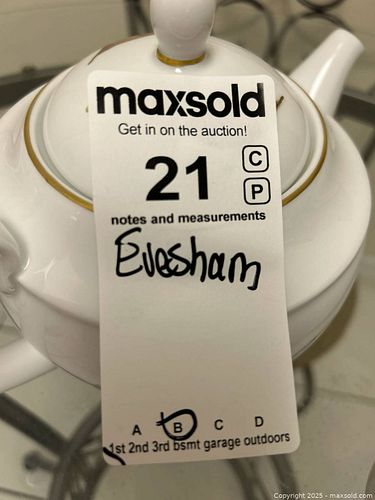 maxsold
Get in on the auction!
21 C
P
notes and measurements
Evesham
A B C D
1st 2nd 3rd bsmt garage outdoors
Copyright 2025 - maxsold.com